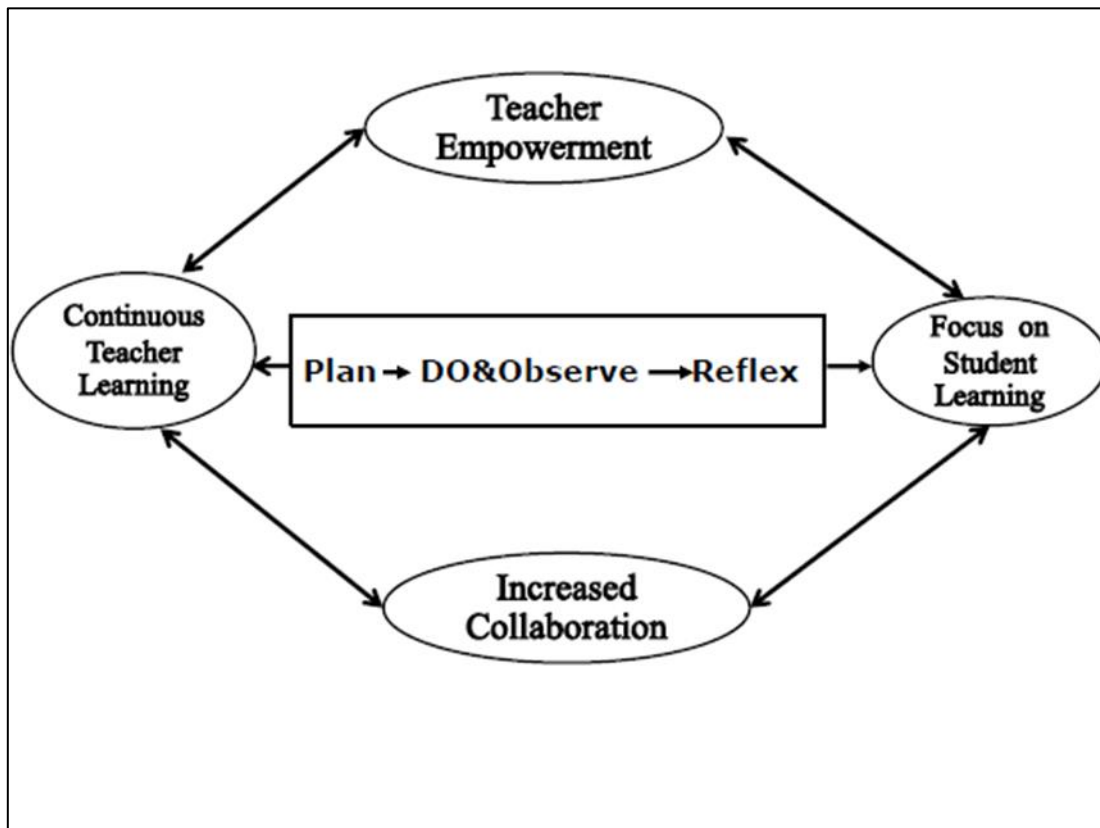 Teacher
Empowerment
Continuous
Teacher
Learning
Plan → DO&Observe → Reflex
Focus on
Student
Learning
Increased
Collaboration